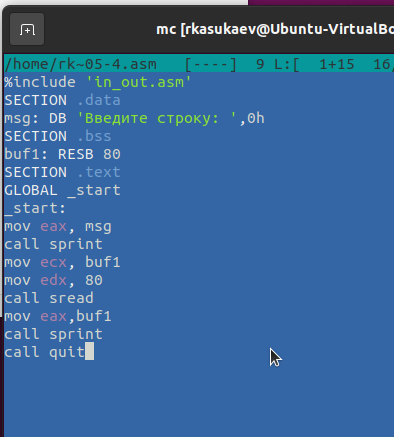 mc [rkasukaev@Ubuntu-VirtualBo
/home/rk~05-4.asm   [----]  9 L:[  1+15  16/
%include 'in_out.asm'
SECTION .data
msg: DB 'Введите строку: ',0h
SECTION .bss
buf1: RESB 80
SECTION .text
GLOBAL _start
_start:
mov eax, msg
call sprint
mov ecx, buf1
mov edx, 80
call sread
mov eax,buf1
call sprint
call quit